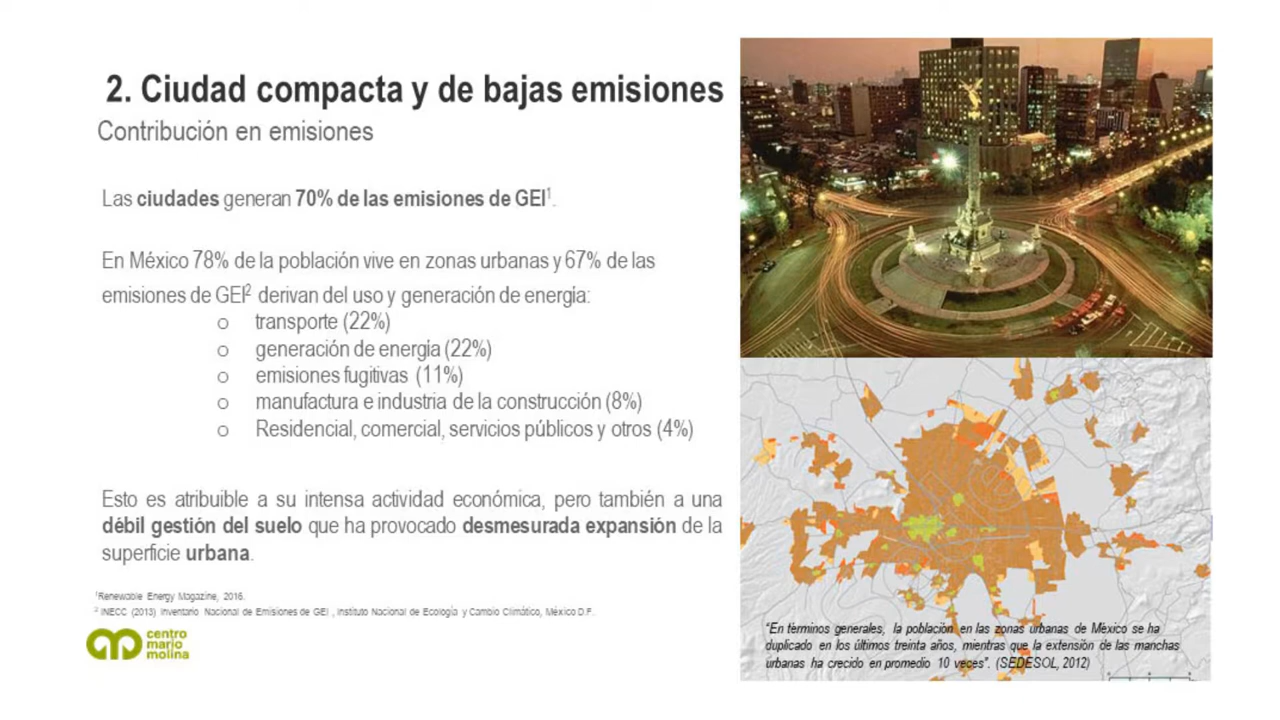 2. Ciudad compacta y de bajas emisiones
Contribución en emisiones
Las ciudades generan 70% de las emisiones de GEI¹.
En México 78% de la población vive en zonas urbanas y 67% de las
emisiones de GEI² derivan del uso y generación de energía:
o transporte (22%)
o generación de energía (22%)
o emisiones fugitivas (11%)
o manufactura e industria de la construcción (8%)
o Residencial, comercial, servicios públicos y otros (4%)
Esto es atribuible a su intensa actividad económica, pero también a una
débil gestión del suelo que ha provocado desmesurada expansión de la
superficie urbana.
¹Renewable Energy Magazine, 2016.
² INECC (2013) Inventario Nacional de Emisiones de GEI , Instituto Nacional de Ecología y Cambio Climático, México D.F.
centro
mario
molina
"En términos generales, la población en las zonas urbanas de México se ha
duplicado en los últimos treinta años, mientras que la extensión de las manchas
urbanas ha crecido en promedio 10 veces". (SEDESOL, 2012)